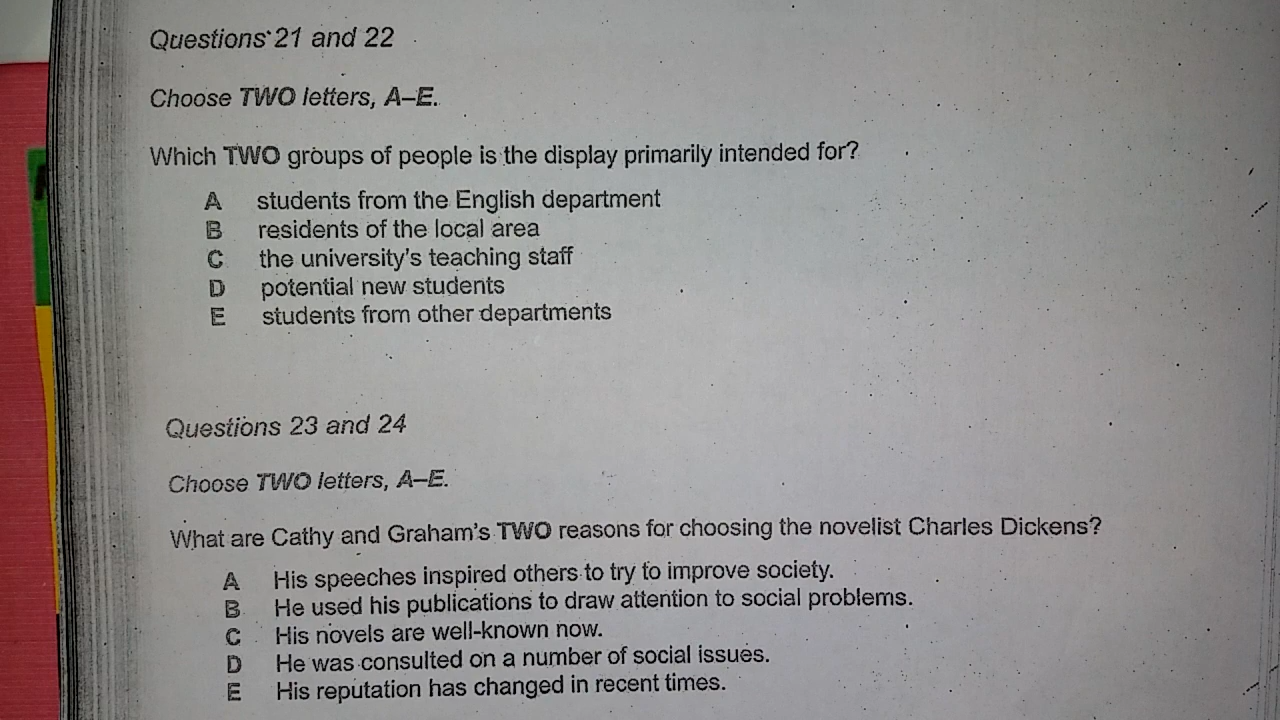 Questions 21 and 22
Choose TWO letters, A–E.
Which TWO groups of people is the display primarily intended for?
A students from the English department
B residents of the local area
C the university's teaching staff
D potential new students
E students from other departments
Questions 23 and 24
Choose TWO letters, A–E.
What are Cathy and Graham's TWO reasons for choosing the novelist Charles Dickens?
A His speeches inspired others to try to improve society.
B He used his publications to draw attention to social problems.
C His novels are well-known now.
D He was consulted on a number of social issues.
E His reputation has changed in recent times.